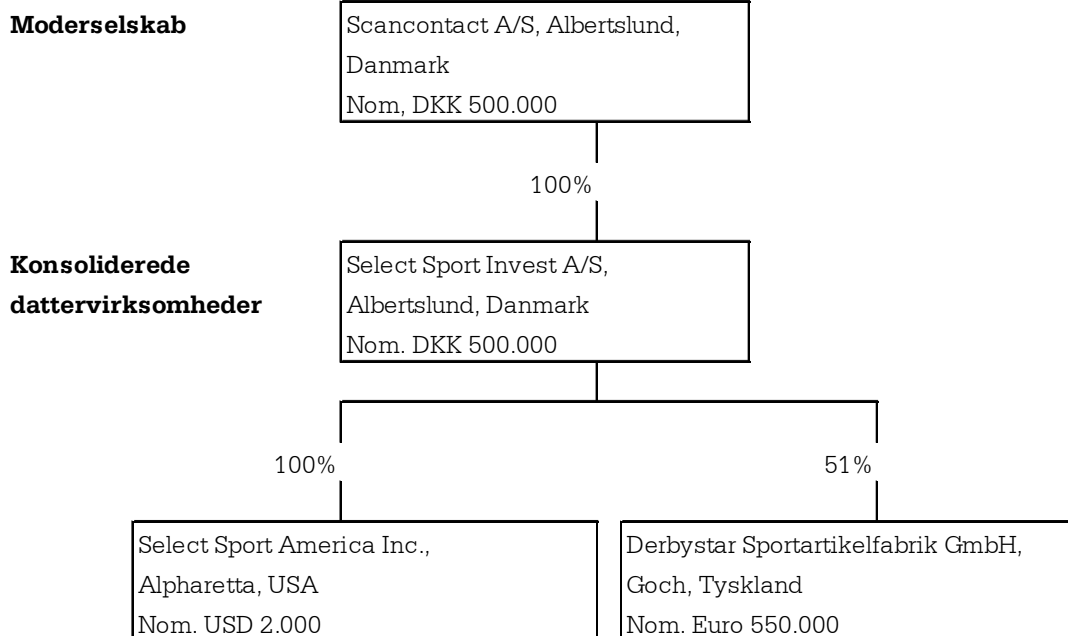 Moderselskab
Scancontact A/S, Albertslund,
Danmark
Nom, DKK 500.000
100%
Konsoliderede
dattervirksomheder
Select Sport Invest A/S,
Albertslund, Danmark
Nom. DKK 500.000
100%
51%
Select Sport America Inc.,
Alpharetta, USA
Nom. USD 2.000
Derbystar Sportartikelfabrik GmbH,
Goch, Tyskland
Nom. Euro 550.000